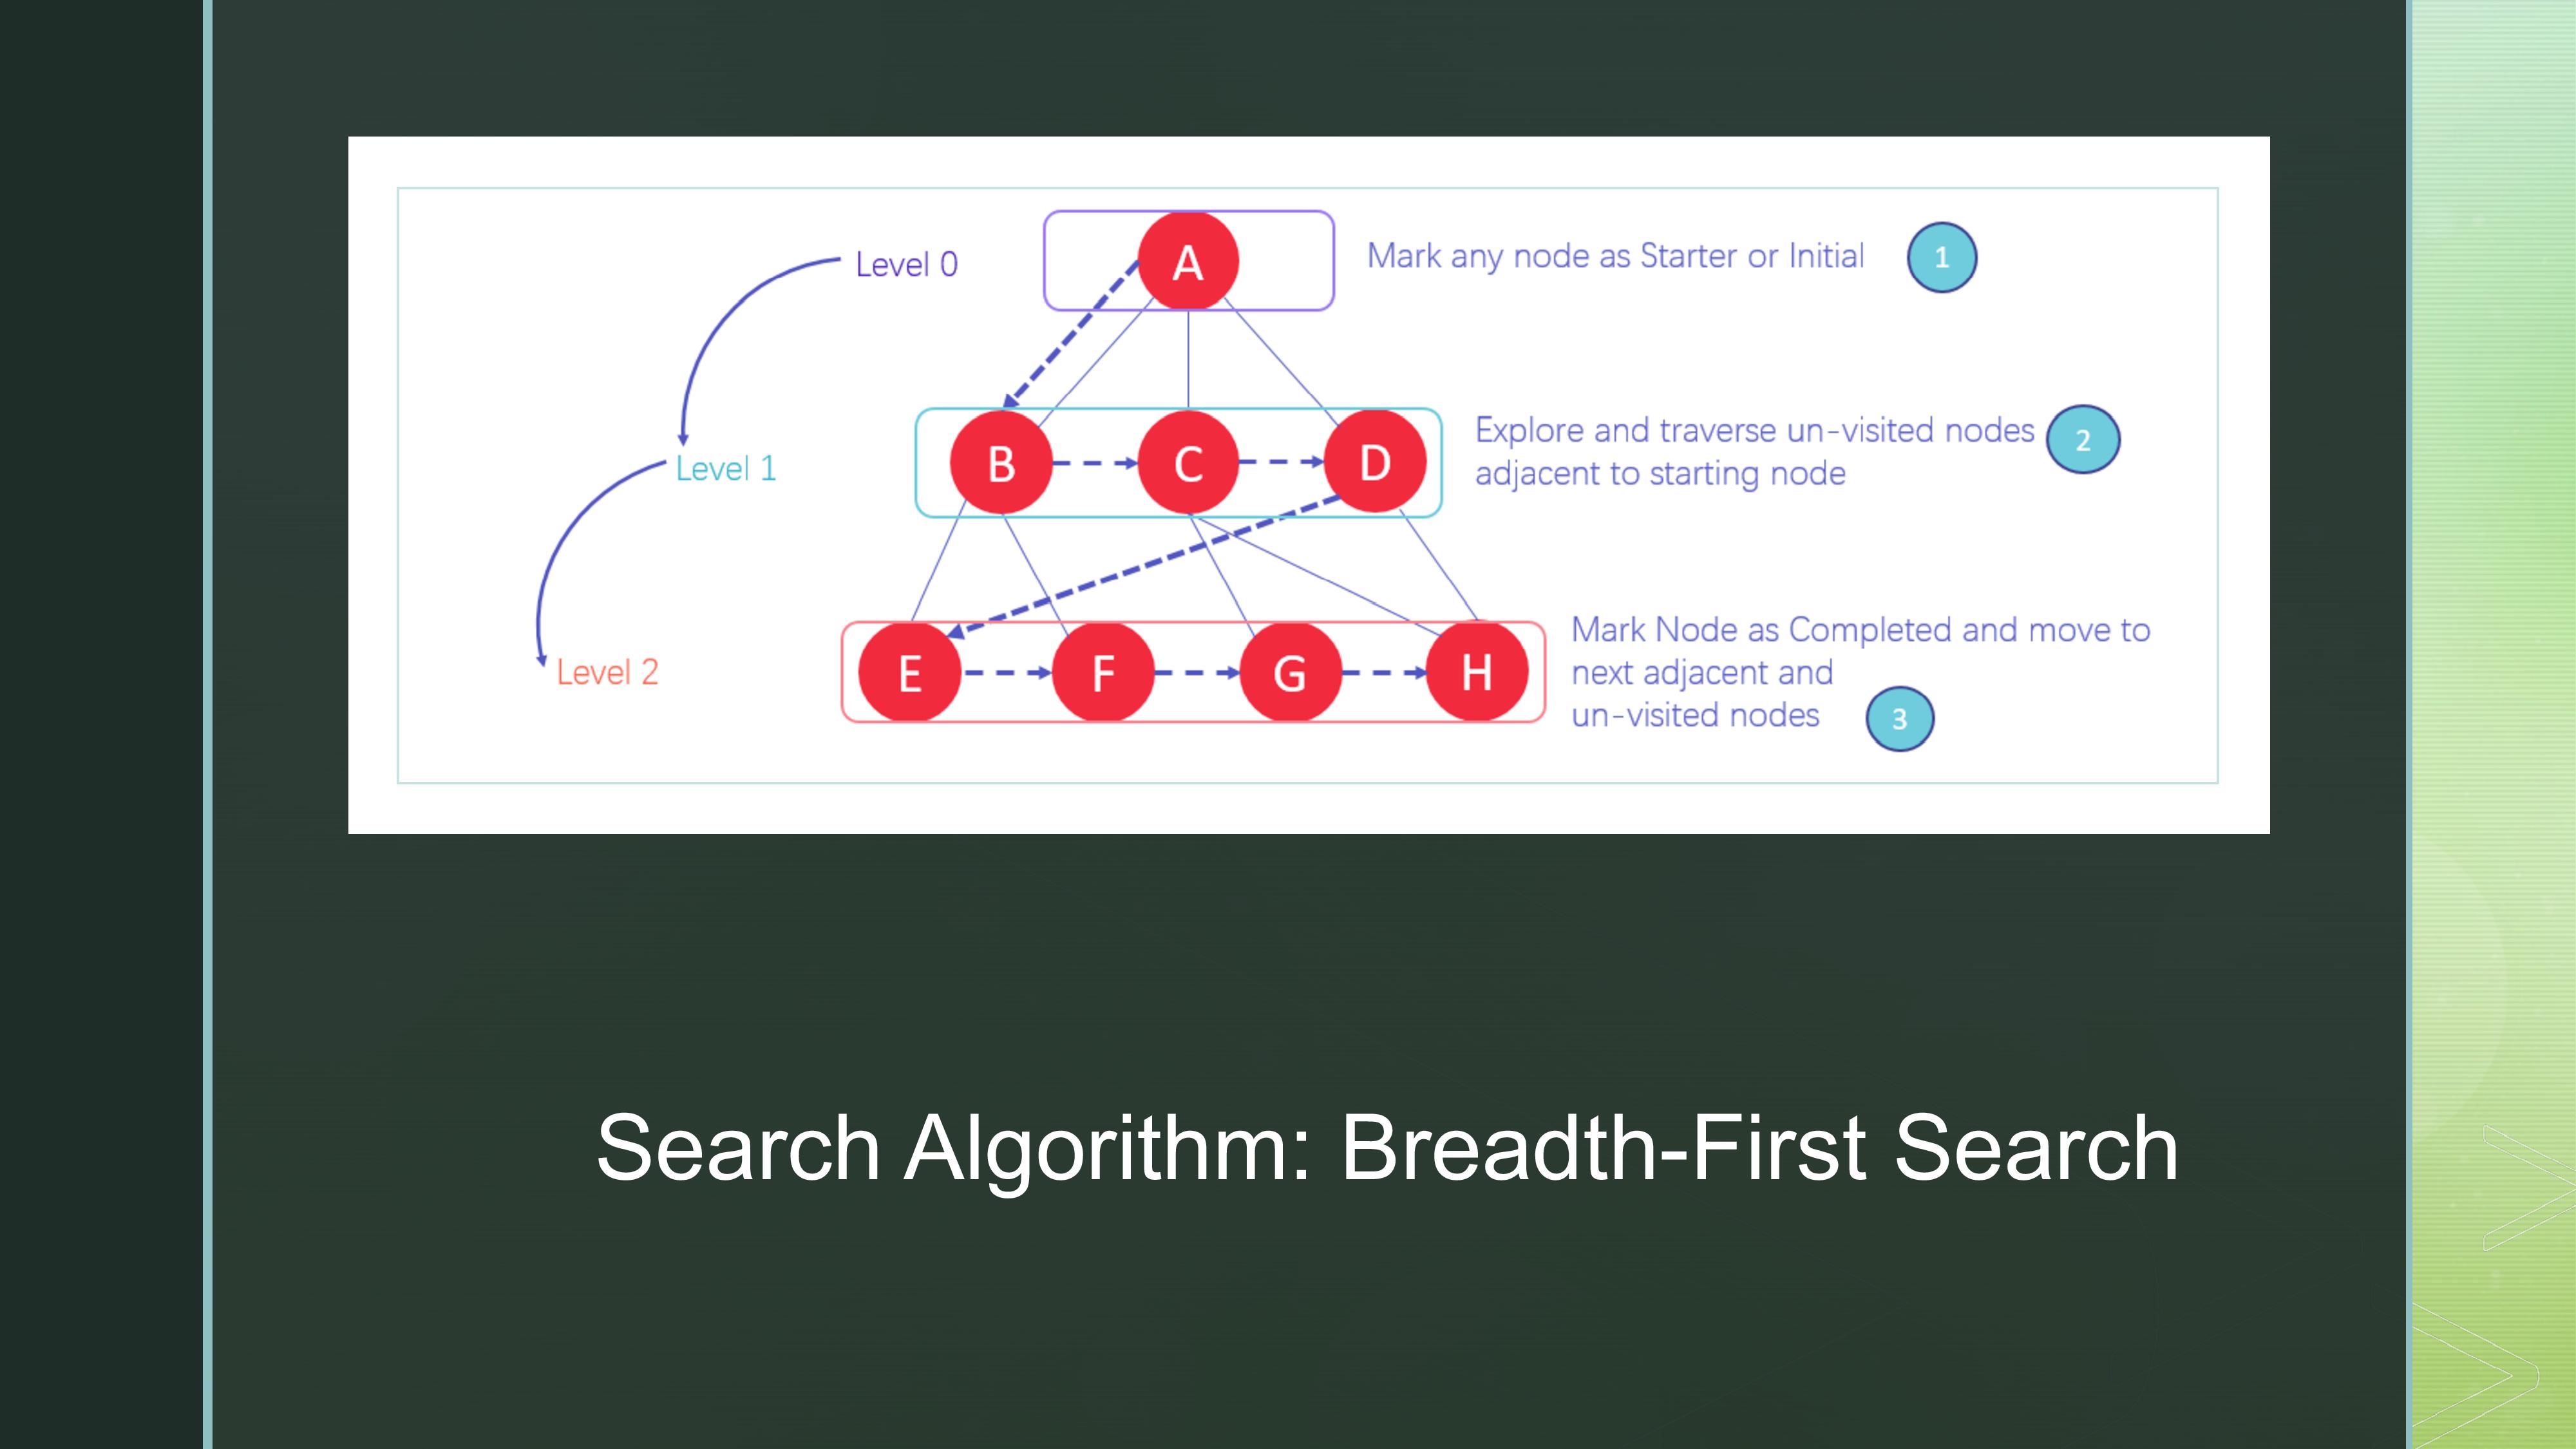 Level 0
A
Mark any node as Starter or Initial
1
Level 1
B
C
D
Explore and traverse un-visited nodes
adjacent to starting node
2
Level 2
E
F
G
H
Mark Node as Completed and move to
next adjacent and
un-visited nodes
3
Search Algorithm: Breadth-First Search